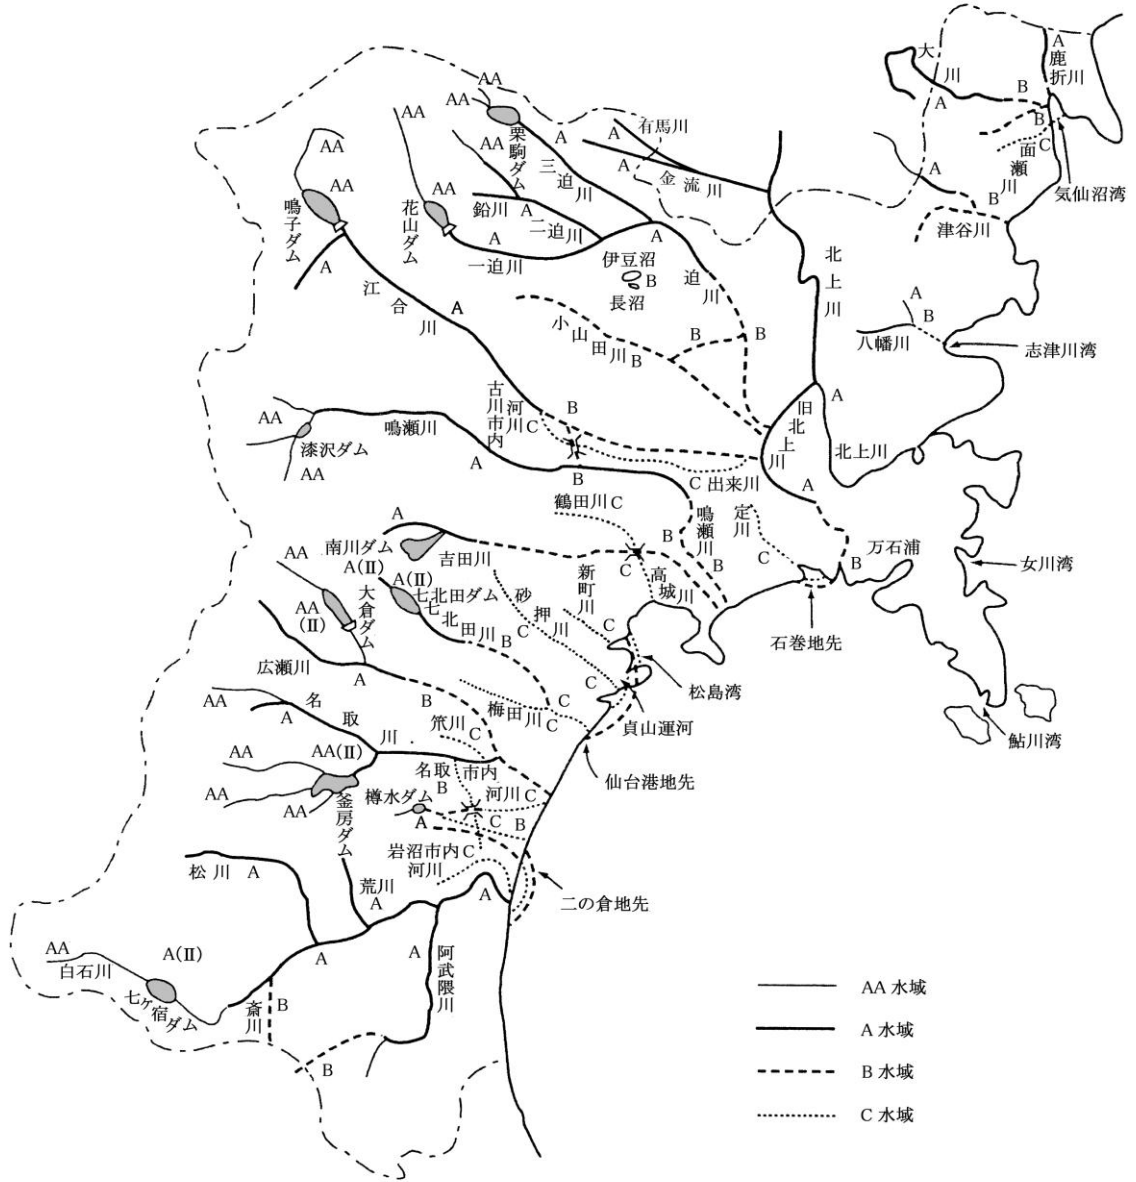 大川
A
鹿折川
A
B
B
面瀬川
C
気仙沼湾
A
B
津谷川
AA
AA
栗駒ダム
AA
AA
A
三迫川
有馬川
A
A
金流川
AA
AA
鳴子ダム
A
AA
花山ダム
鉛川
A
二迫川
A
一迫川
A
伊豆沼
B
長沼
迫川
北上川
江合川
A
小山田川
B
B
B
A
B
八幡川
志津川湾
AA
漆沢ダム
AA
鳴瀬川
A
古川市内河川
C
B
B
旧北上川
A
北上川
C
出来川
A
鶴田川
C
鳴瀬川
定川
C
B
B
万石浦
B
女川湾
A
南川ダム
A(Ⅱ)
吉田川
AA
大倉ダム
AA(Ⅱ)
A(Ⅱ)
七北田ダム
七北田川
B
砂押川
C
新町川
C
高城川
C
石巻地先
松島湾
鮎川湾
広瀬川
A
B
梅田川
C
C
C
貞山運河
AA
名取川
A
笊川
C
仙台港地先
AA
AA(Ⅱ)
AA
AA
釜房ダム
名取市内河川
B
C
樽水ダム
A
C
B
岩沼市内河川
C
松川
A
荒川
A
A
二の倉地先
AA
白石川
A(Ⅱ)
七ヶ宿ダム
A
斎川
B
A
阿武隈川
B
AA 水域
A 水域
B 水域
C 水域